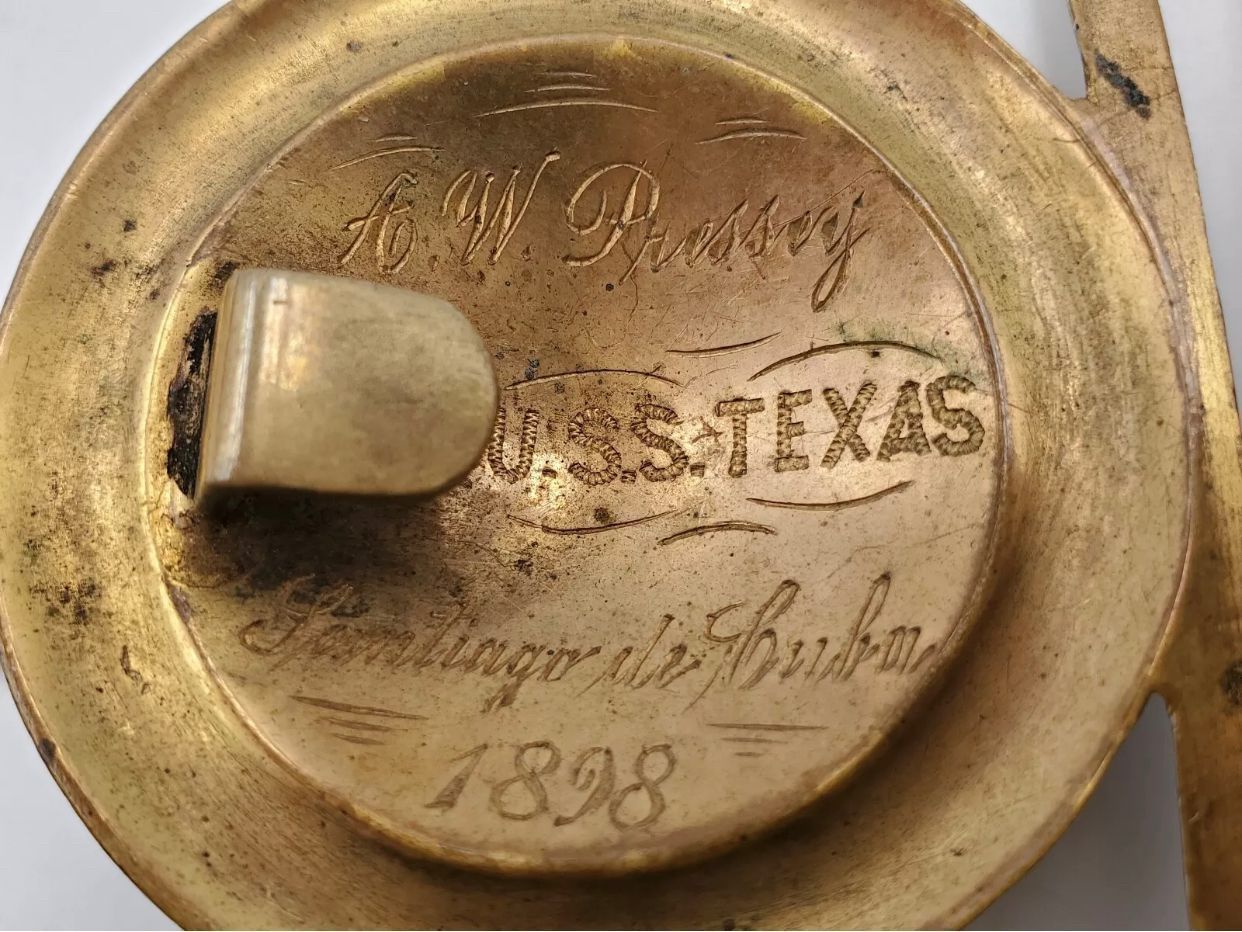 A.W. Pressey
U.S.S. TEXAS
Santiago de Cuba
1898